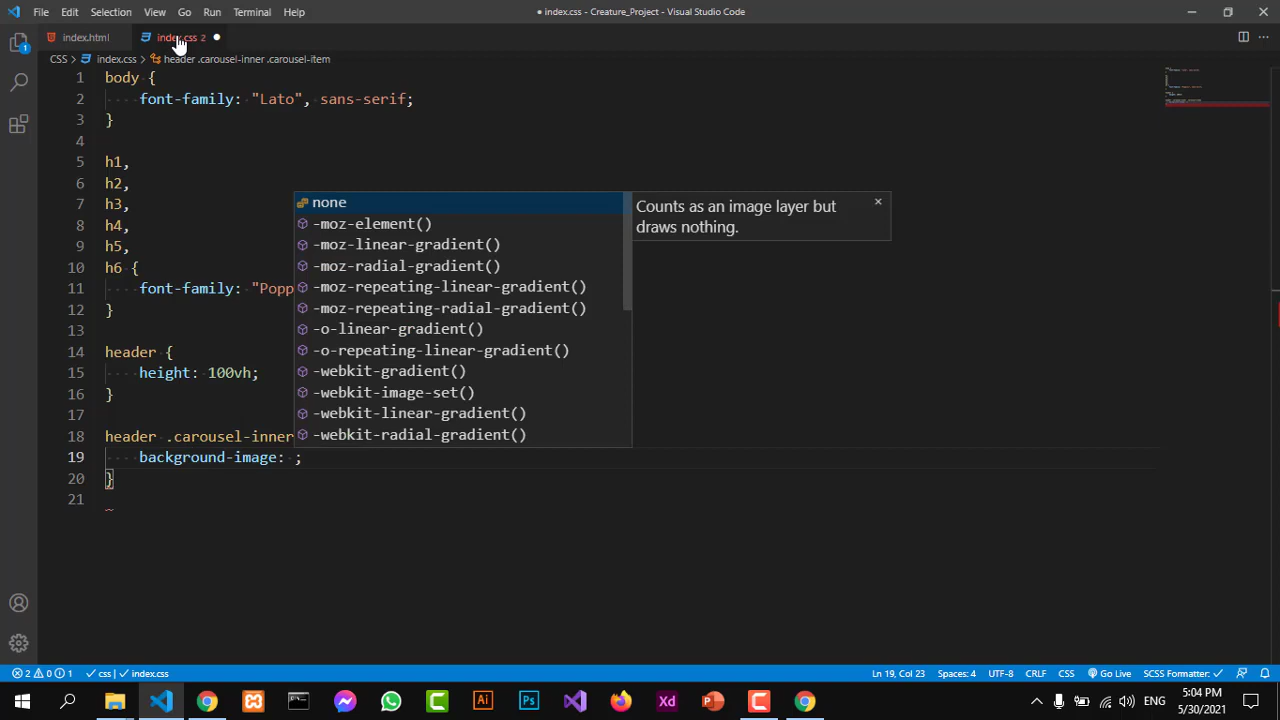 File Edit Selection View Go Run Terminal Help
● index.css - Creature_Project - Visual Studio Code
index.html index.css 2
CSS > index.css > header .carousel-inner .carousel-item
1 body {
2 font-family: "Lato", sans-serif;
3 }
4
5 h1,
6 h2,
7 h3,
8 h4,
9 h5,
10 h6 {
11 font-family: "Popp
12 }
13
14 header {
15 height: 100vh;
16 }
17
18 header .carousel-inner
19 background-image: ;
20 }
21
none
-moz-element()
-moz-linear-gradient()
-moz-radial-gradient()
-moz-repeating-linear-gradient()
-moz-repeating-radial-gradient()
-o-linear-gradient()
-o-repeating-linear-gradient()
-webkit-gradient()
-webkit-image-set()
-webkit-linear-gradient()
-webkit-radial-gradient()
Counts as an image layer but
draws nothing.
1
2 0 1 css | index.css Ln 19, Col 23 Spaces: 4 UTF-8 CRLF CSS Go Live SCSS Formatter: ✓
Ai Ps Xd P ENG
5:04 PM
5/30/2021